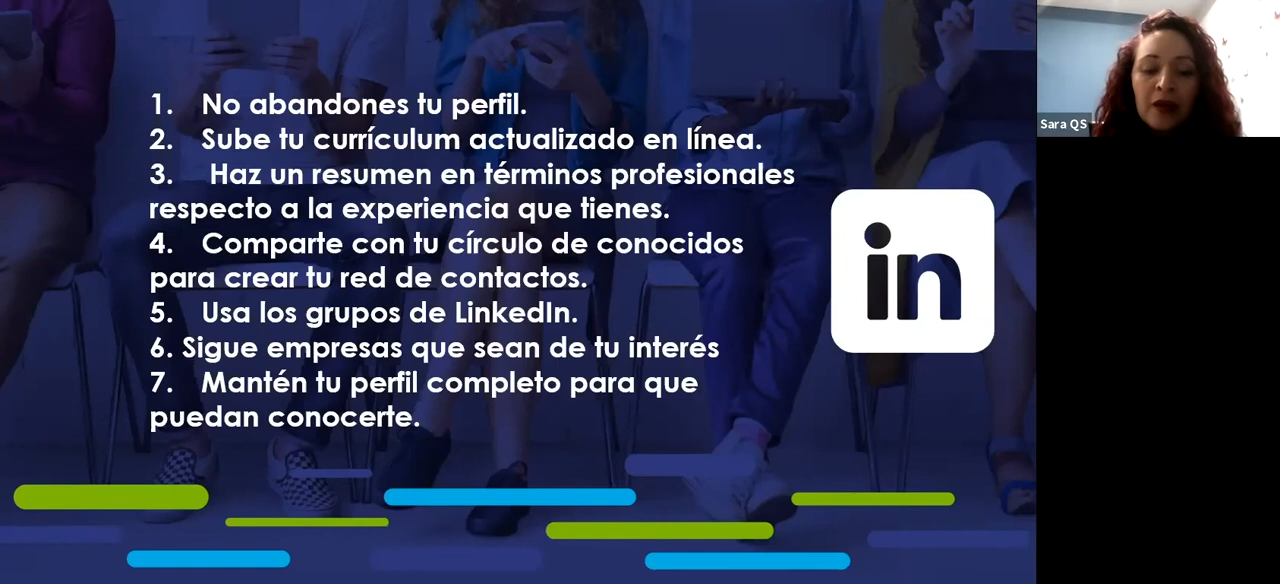 1. No abandones tu perfil.
2. Sube tu currículum actualizado en línea.
3. Haz un resumen en términos profesionales
respecto a la experiencia que tienes.
4. Comparte con tu círculo de conocidos
para crear tu red de contactos.
5. Usa los grupos de LinkedIn.
6. Sigue empresas que sean de tu interés
7. Mantén tu perfil completo para que
puedan conocerte.
in
Sara QS